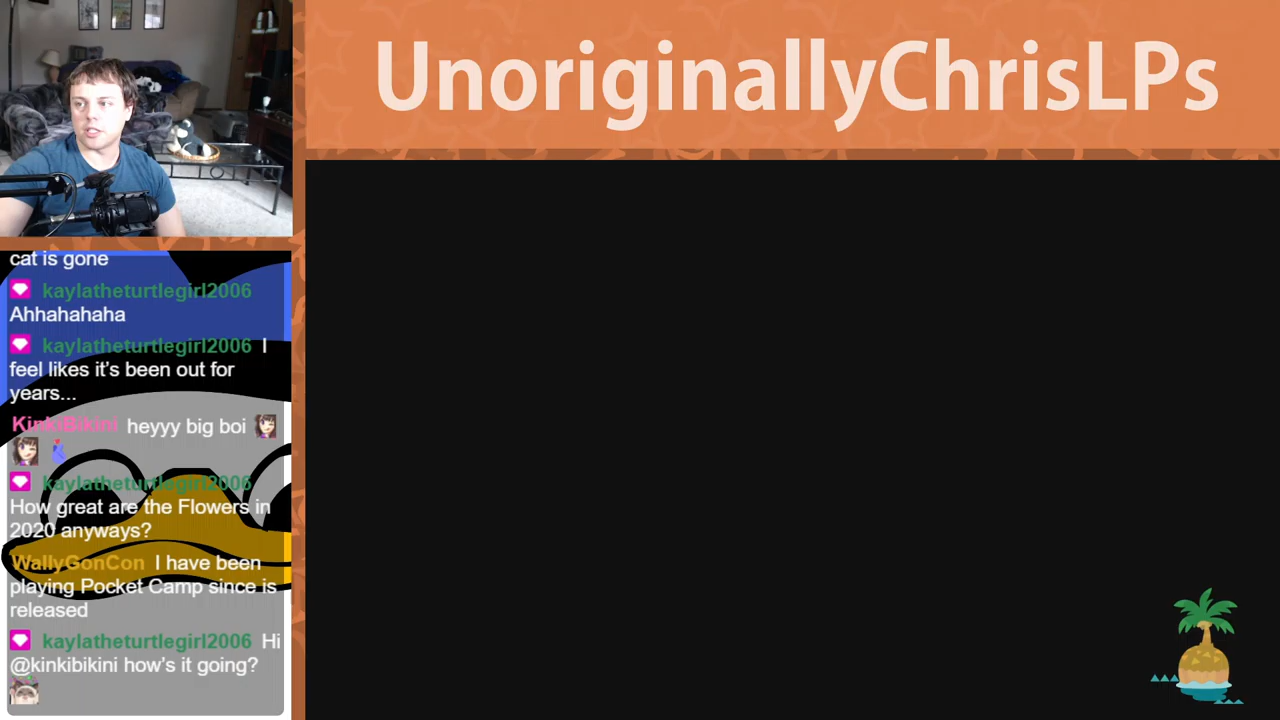 UnoriginallyChrisLPs
cat is gone
kaylatheturtlegirl2006
Ahhahahaha
kaylatheturtlegirl2006 I
feel likes it's been out for
years...
KinkiBikini heyyy big boi
kaylatheturtlegirl2006
How great are the Flowers in
2020 anyways?
WallyGonCon I have been
playing Pocket Camp since is
released
kaylatheturtlegirl2006 Hi
@kinkibikini how's it going?